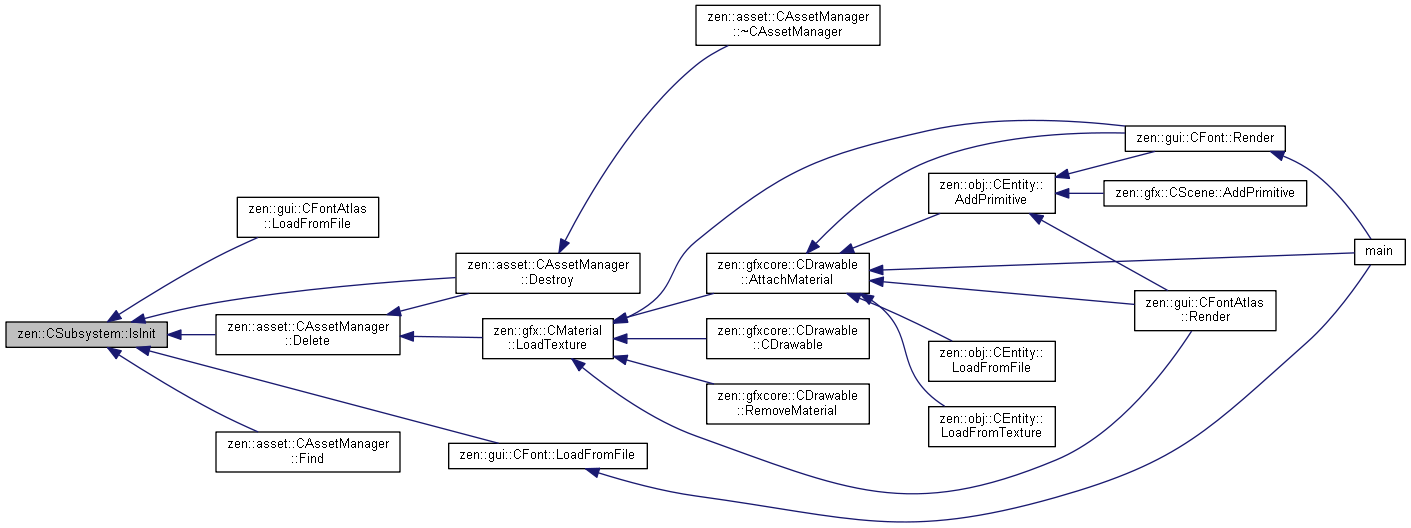 zen::asset::CAssetManager
::~CAssetManager
zen::gui::CFont::Render
zen::obj::CEntity::
AddPrimitive
zen::gfx::CScene::AddPrimitive
zen::gui::CFontAtlas
::LoadFromFile
main
zen::asset::CAssetManager
::Destroy
zen::gfxcore::CDrawable
::AttachMaterial
zen::gui::CFontAtlas
::Render
zen::CSubsystem::IsInit
zen::asset::CAssetManager
::Delete
zen::gfx::CMaterial
::LoadTexture
zen::gfxcore::CDrawable
::CDrawable
zen::obj::CEntity::
LoadFromFile
zen::gfxcore::CDrawable
::RemoveMaterial
zen::obj::CEntity::
LoadFromTexture
zen::asset::CAssetManager
::Find
zen::gui::CFont::LoadFromFile